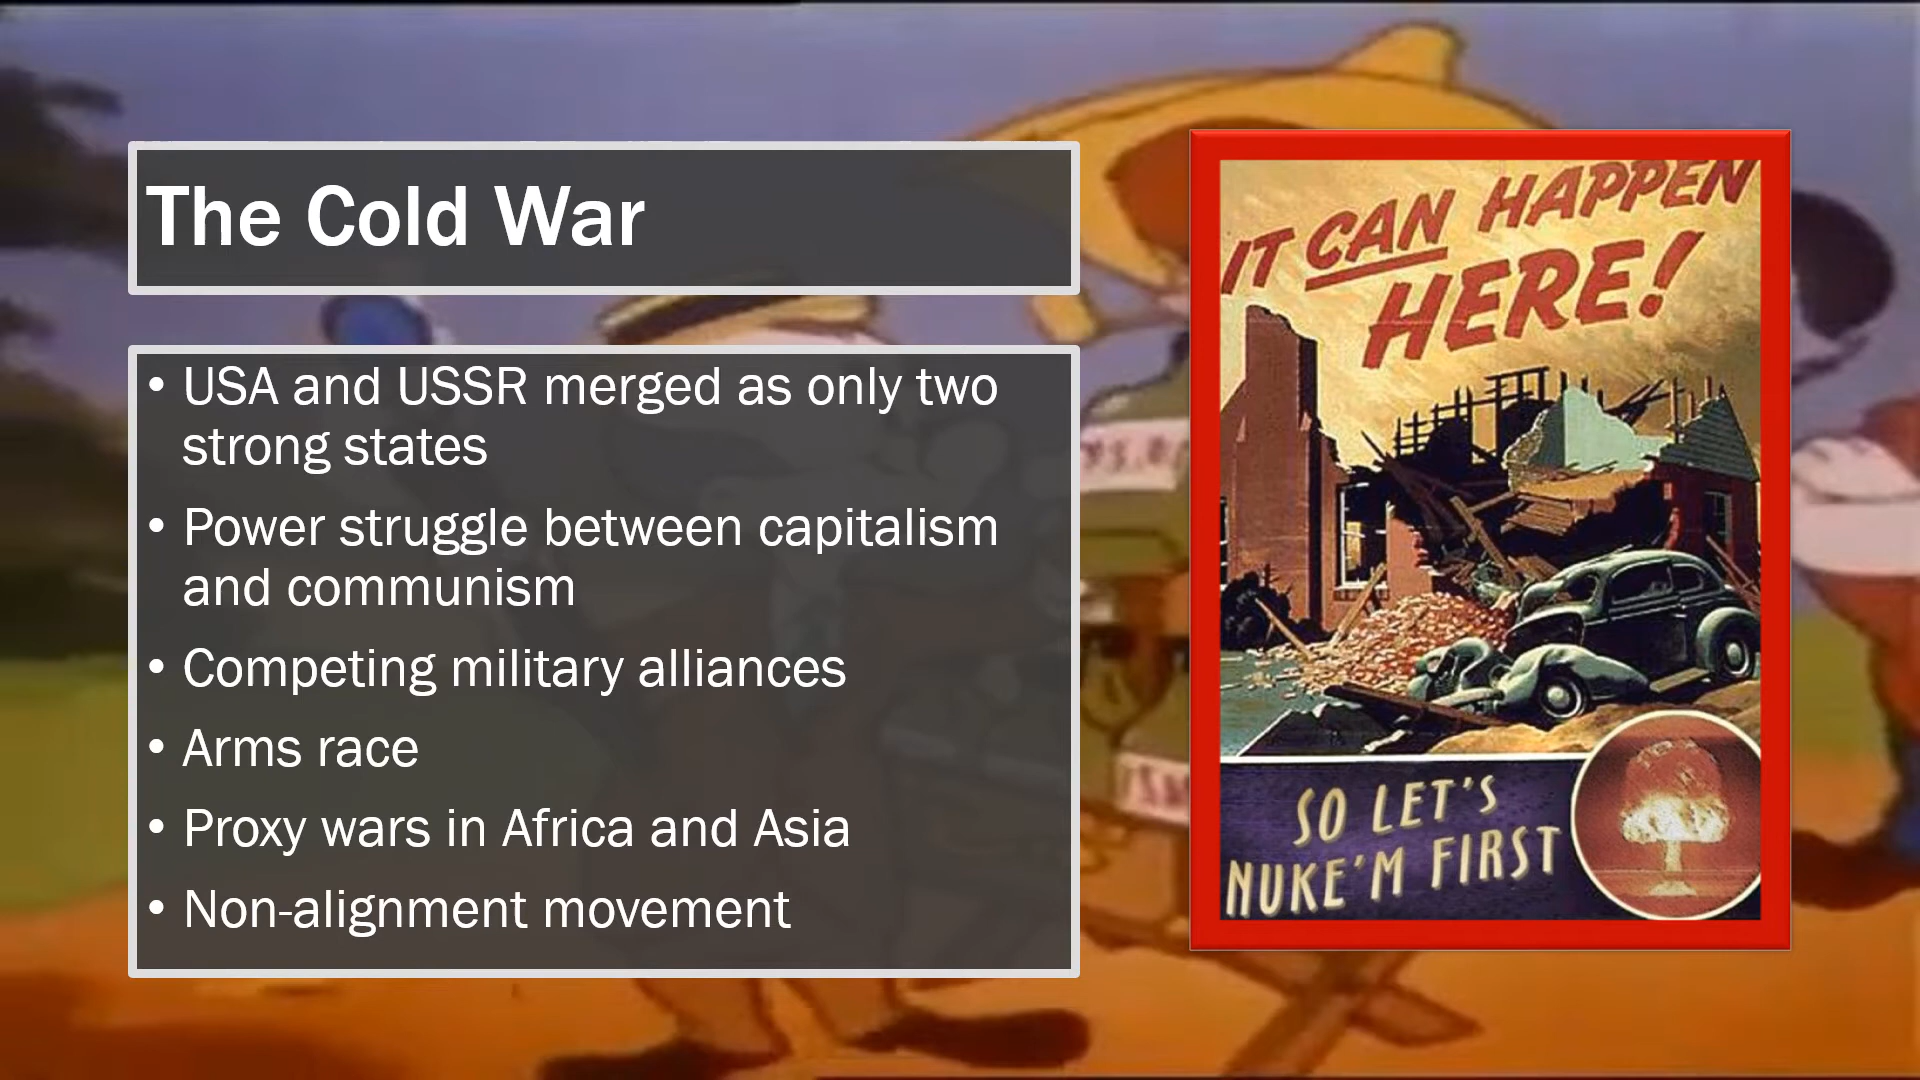 The Cold War
• USA and USSR merged as only two
strong states
• Power struggle between capitalism
and communism
• Competing military alliances
• Arms race
• Proxy wars in Africa and Asia
• Non-alignment movement
IT CAN HAPPEN
HERE!
SO LET'S
NUKE'M FIRST